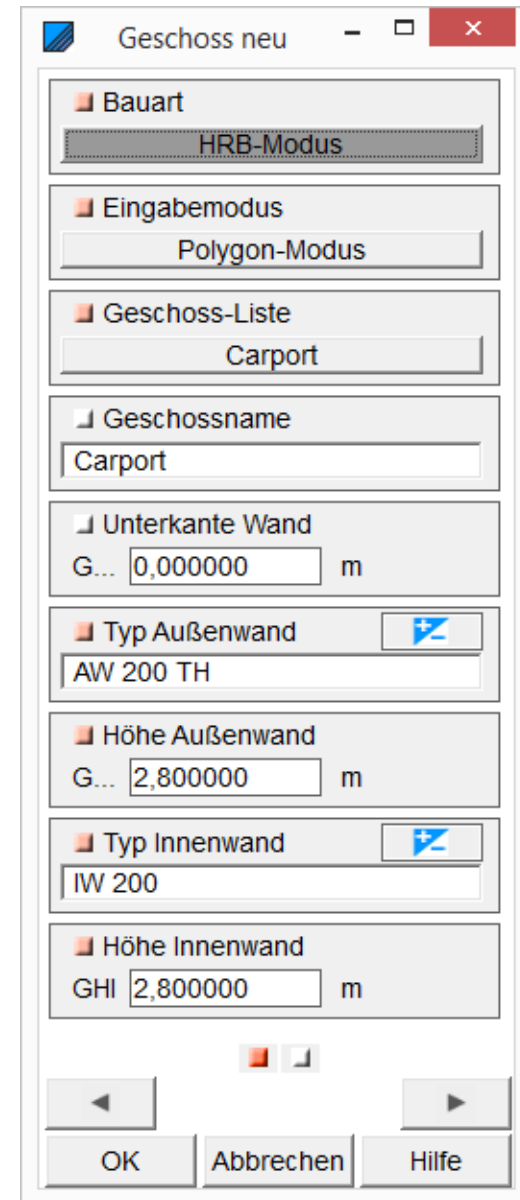 Geschoss neu
Bauart
HRB-Modus
Eingabemodus
Polygon-Modus
Geschoss-Liste
Carport
Geschossname
Carport
Unterkante Wand
G... 0,000000 m
Typ Außenwand
AW 200 TH
Höhe Außenwand
G... 2,800000 m
Typ Innenwand
IW 200
Höhe Innenwand
GHI 2,800000 m
OK Abbrechen Hilfe